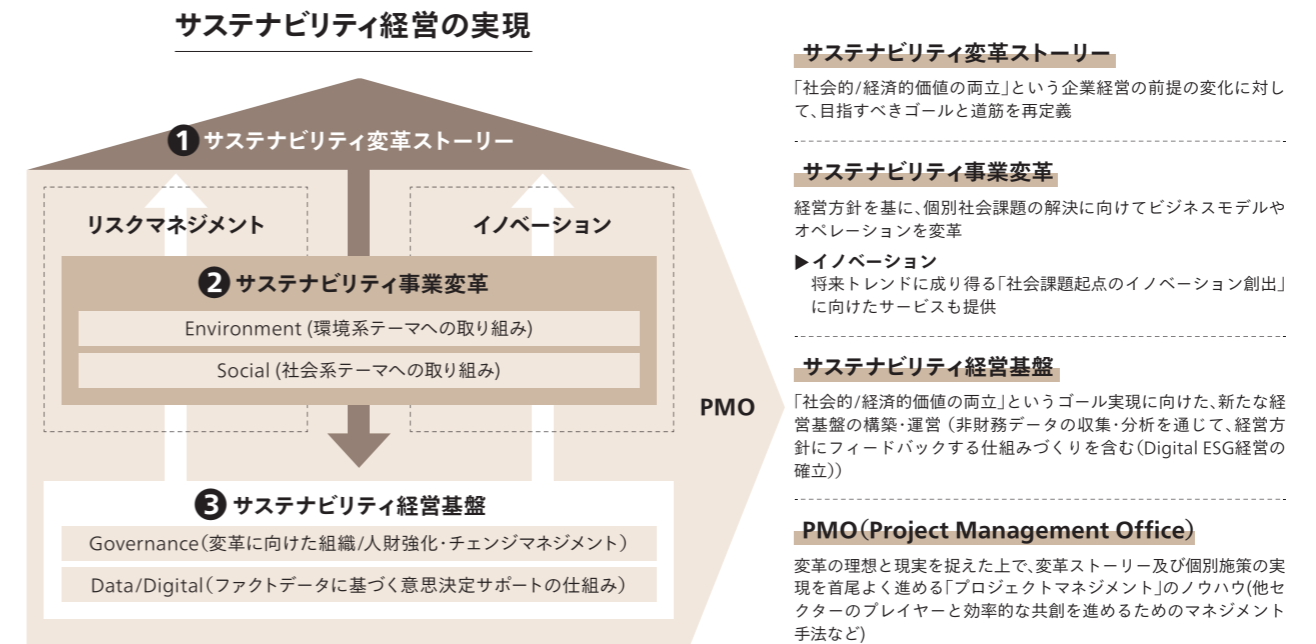 サステナビリティ経営の実現
❶サステナビリティ変革ストーリー
リスクマネジメント
イノベーション
❷サステナビリティ事業変革
Environment (環境系テーマへの取り組み)
Social (社会系テーマへの取り組み)
PMO
❸サステナビリティ経営基盤
Governance(変革に向けた組織/人財強化・チェンジマネジメント)
Data/Digital(ファクトデータに基づく意思決定サポートの仕組み)
サステナビリティ変革ストーリー
「社会的/経済的価値の両立」という企業経営の前提の変化に対し
て、目指すべきゴールと道筋を再定義
サステナビリティ事業変革
経営方針を基に、個別社会課題の解決に向けてビジネスモデルや
オペレーションを変革
▶イノベーション
将来トレンドに成り得る「社会課題起点のイノベーション創出」
に向けたサービスも提供
サステナビリティ経営基盤
「社会的/経済的価値の両立」というゴール実現に向けた、新たな経
営基盤の構築・運営（非財務データの収集・分析を通じて、経営方
針にフィードバックする仕組みづくりを含む(Digital ESG経営の
確立))
PMO(Project Management Office)
変革の理想と現実を捉えた上で、変革ストーリー及び個別施策の実
現を首尾よく進める「プロジェクトマネジメント」のノウハウ(他セ
クターのプレイヤーと効率的な共創を進めるためのマネジメント
手法など)